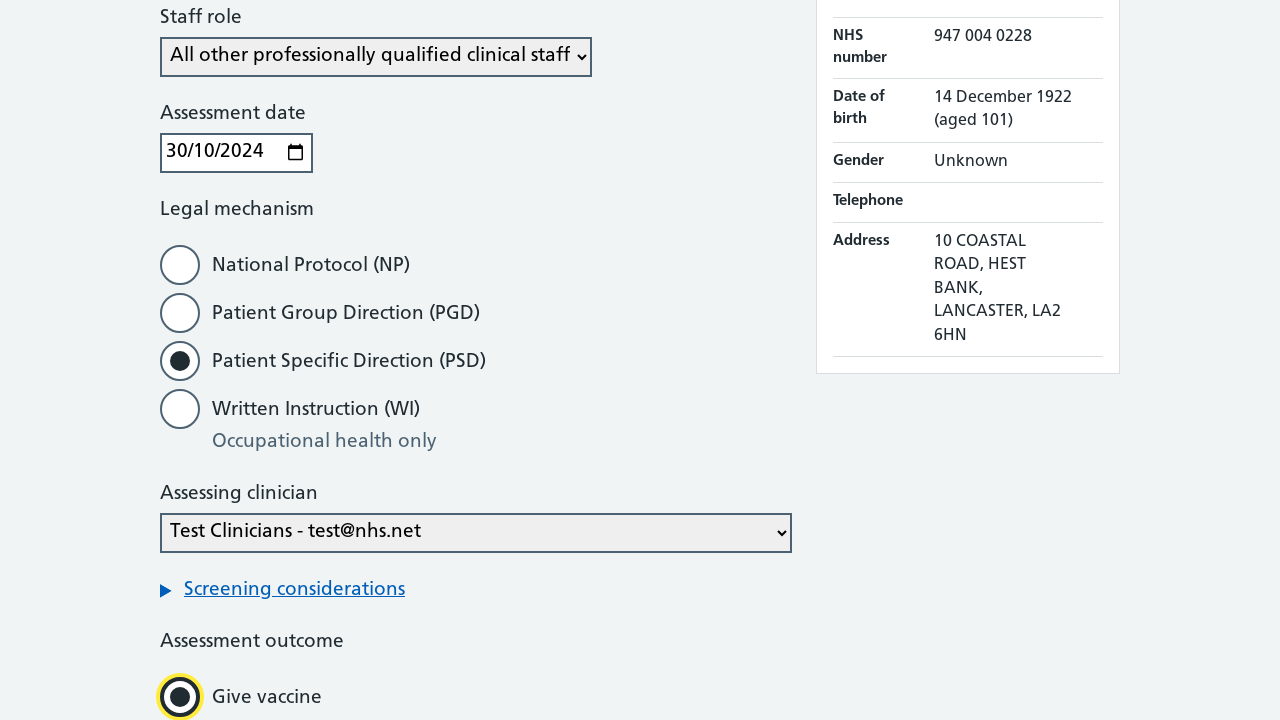 Staff role
All other professionally qualified clinical staff
Assessment date
30/10/2024
Legal mechanism
National Protocol (NP)
Patient Group Direction (PGD)
Patient Specific Direction (PSD)
Written Instruction (WI)
Occupational health only
Assessing clinician
Test Clinicians - test@nhs.net
Screening considerations
Assessment outcome
Give vaccine
NHS
number
947 004 0228
Date of
birth
14 December 1922
(aged 101)
Gender
Unknown
Telephone
Address
10 COASTAL
ROAD, HEST
BANK,
LANCASTER, LA2
6HN